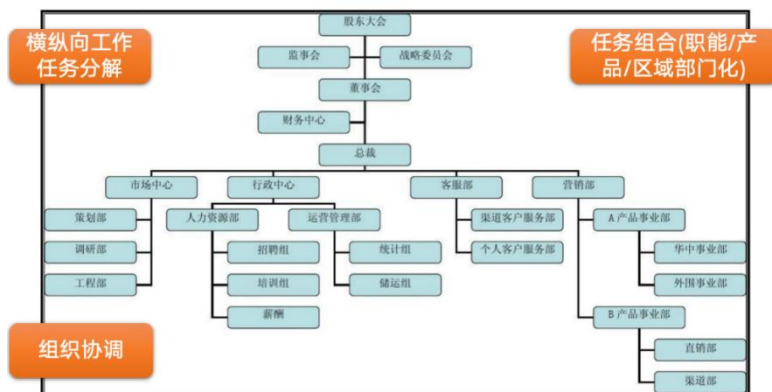 横纵向工作
任务分解
任务组合(职能/产
品/区域部门化)
股东大会
监事会
战略委员会
董事会
财务中心
总裁
市场中心
行政中心
客服部
营销部
策划部
人力资源部
运营管理部
渠道客户服务部
A产品事业部
调研部
招聘组
统计组
个人客户服务部
华中事业部
工程部
培训组
储运组
外围事业部
薪酬
B产品事业部
组织协调
直销部
渠道部